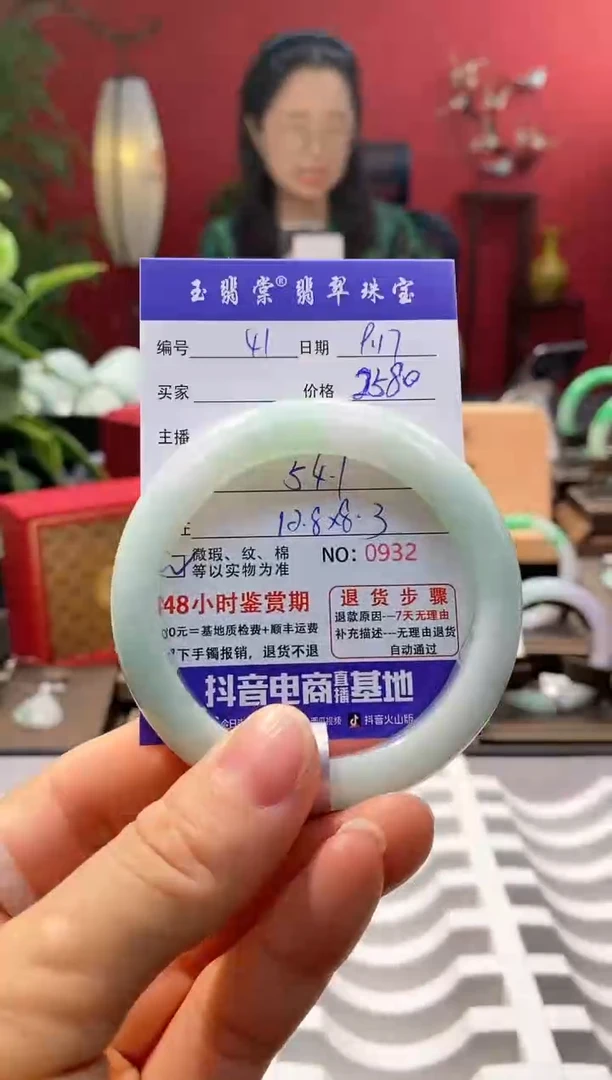 玉翡棠®翡翠珠宝
编号 41 日期 9.17
买家 价格 2580
主播
54.1
12.8×8.3
微瑕、纹、棉
等以实物为准
NO: 0932
48小时鉴赏期
0元=基地质检费+顺丰运费
下手镯报销，退货不退
退货步骤
退款原因---7天无理由
补充描述---无理由退货
自动通过
抖音电商直播基地
抖音火山版